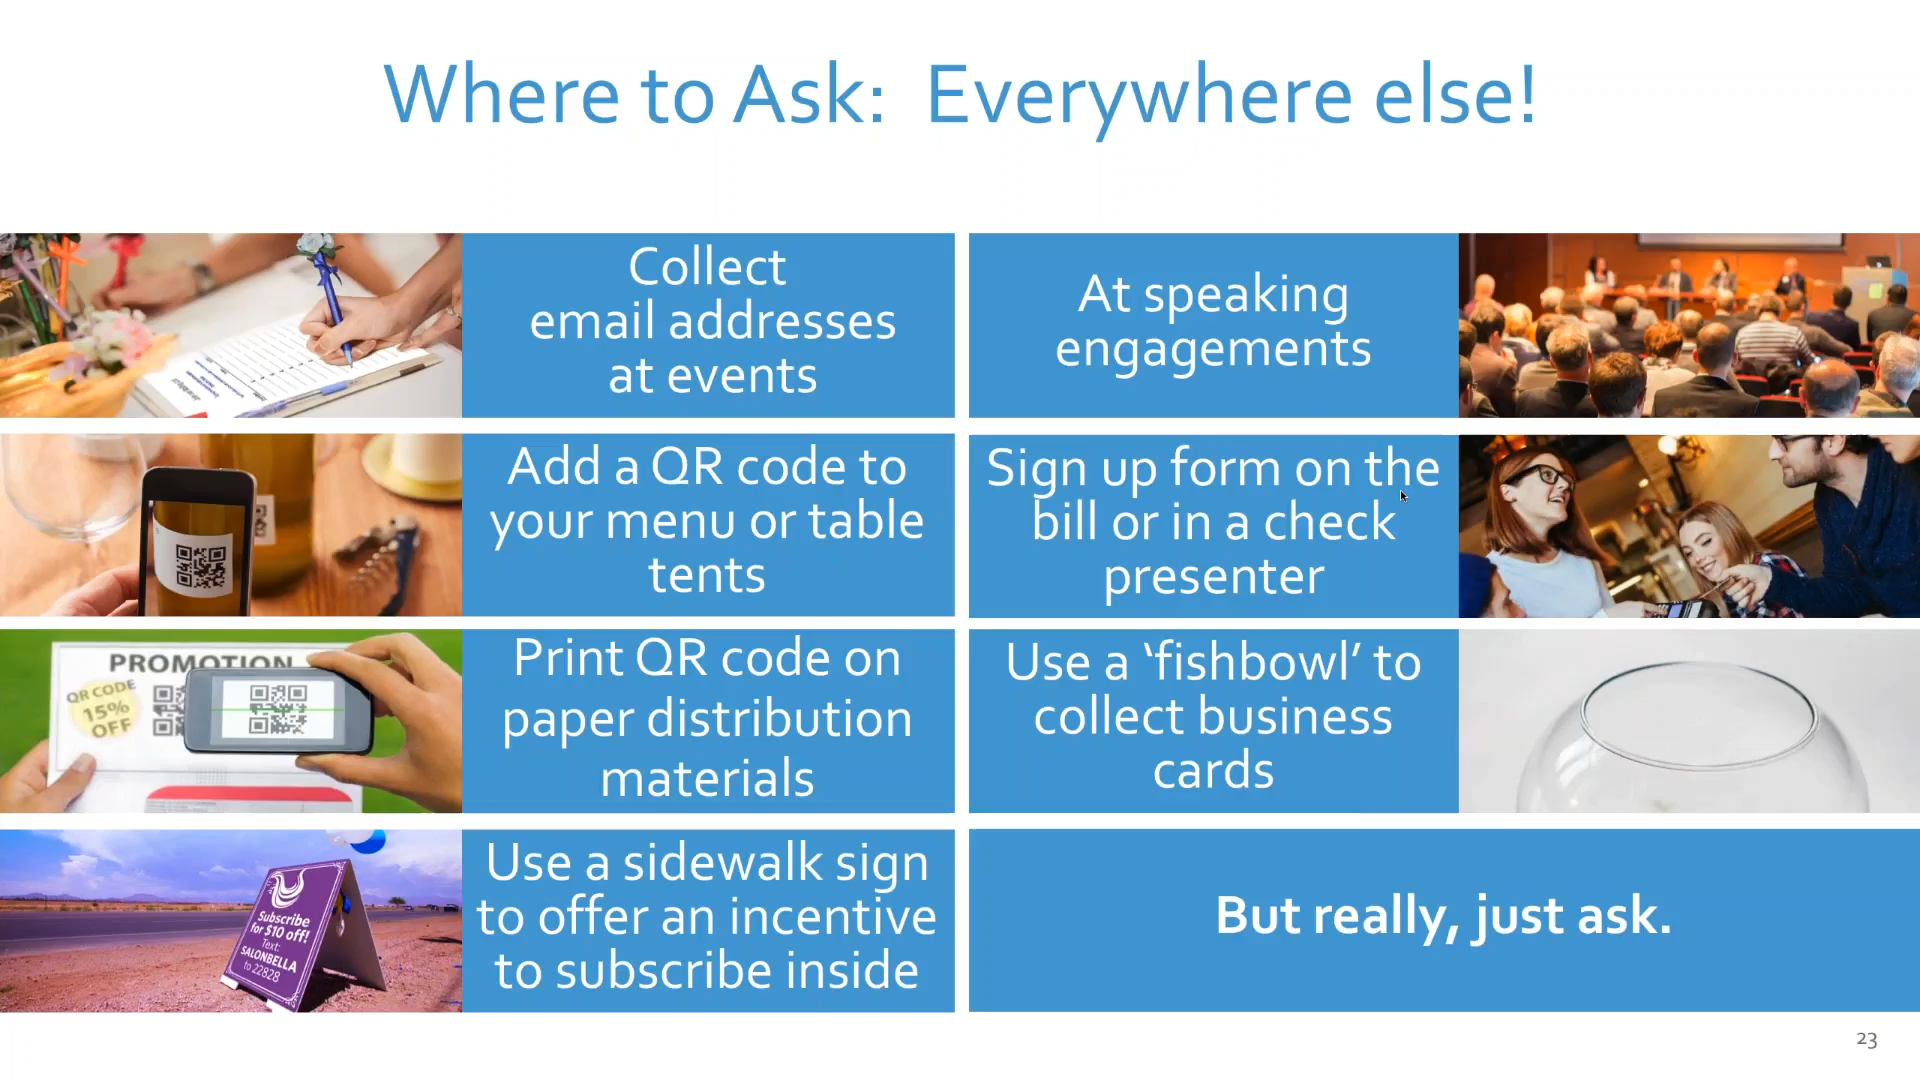 Where to Ask:  Everywhere else!
Collect
email addresses
at events
At speaking
engagements
Add a QR code to
your menu or table
tents
Sign up form on the
bill or in a check
presenter
PROMOTION
QR CODE
15%
OFF
Print QR code on
paper distribution
materials
Use a ‘fishbowl’ to
collect business
cards
Subscribe
for $10 off!
Text:
SALONBELLA
to 22828
Use a sidewalk sign
to offer an incentive
to subscribe inside
But really, just ask.
23